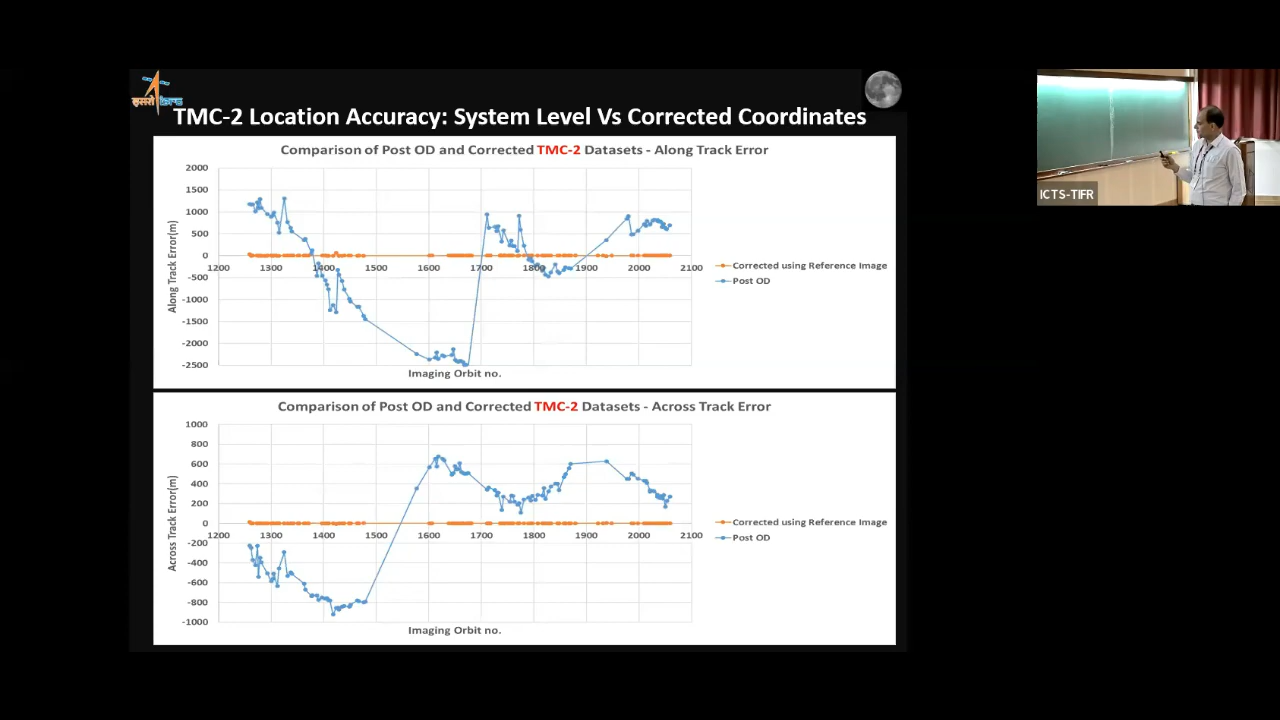 इसरो isro
TMC-2 Location Accuracy: System Level Vs Corrected Coordinates
Comparison of Post OD and Corrected TMC-2 Datasets - Along Track Error
2000
1500
1000
500
0
-500
-1000
-1500
-2000
-2500
Along Track Error(m)
1200 1300 1400 1500 1600 1700 1800 1900 2000 2100
Imaging Orbit no.
Corrected using Reference Image
Post OD
Comparison of Post OD and Corrected TMC-2 Datasets - Across Track Error
1000
800
600
400
200
0
-200
-400
-600
-800
-1000
Across Track Error(m)
1200 1300 1400 1500 1600 1700 1800 1900 2000 2100
Imaging Orbit no.
Corrected using Reference Image
Post OD
ICTS-TIFR